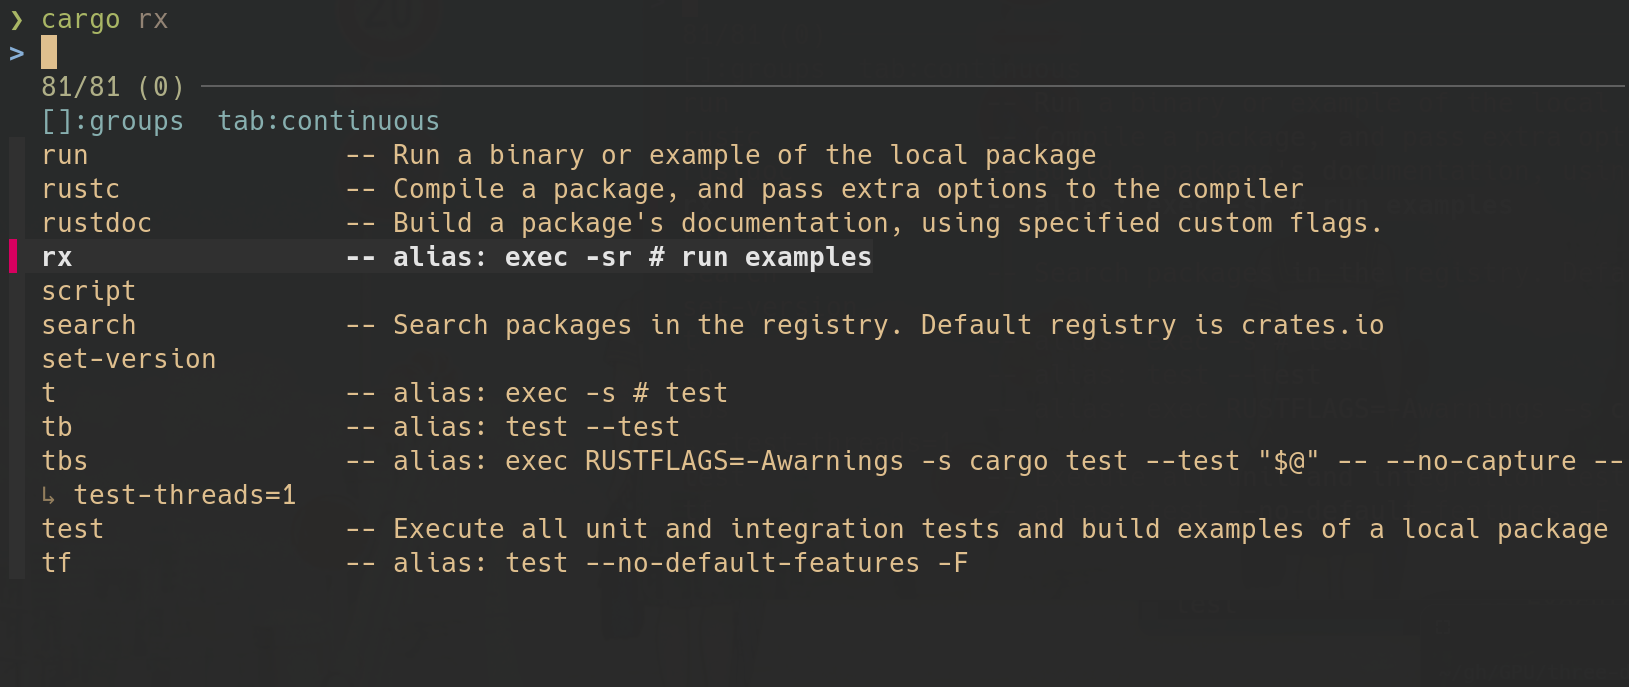 ❯ cargo rx
>
81/81 (0)
[]:groups  tab:continuous
run                -- Run a binary or example of the local package
rustc              -- Compile a package, and pass extra options to the compiler
rustdoc            -- Build a package's documentation, using specified custom flags.
rx                 -- alias: exec -sr # run examples
script
search             -- Search packages in the registry. Default registry is crates.io
set-version
t                  -- alias: exec -s # test
tb                 -- alias: test --test
tbs                -- alias: exec RUSTFLAGS=-Awarnings -s cargo test --test "$@" -- --no-capture --
↳ test-threads=1
test               -- Execute all unit and integration tests and build examples of a local package
tf                 -- alias: test --no-default-features -F